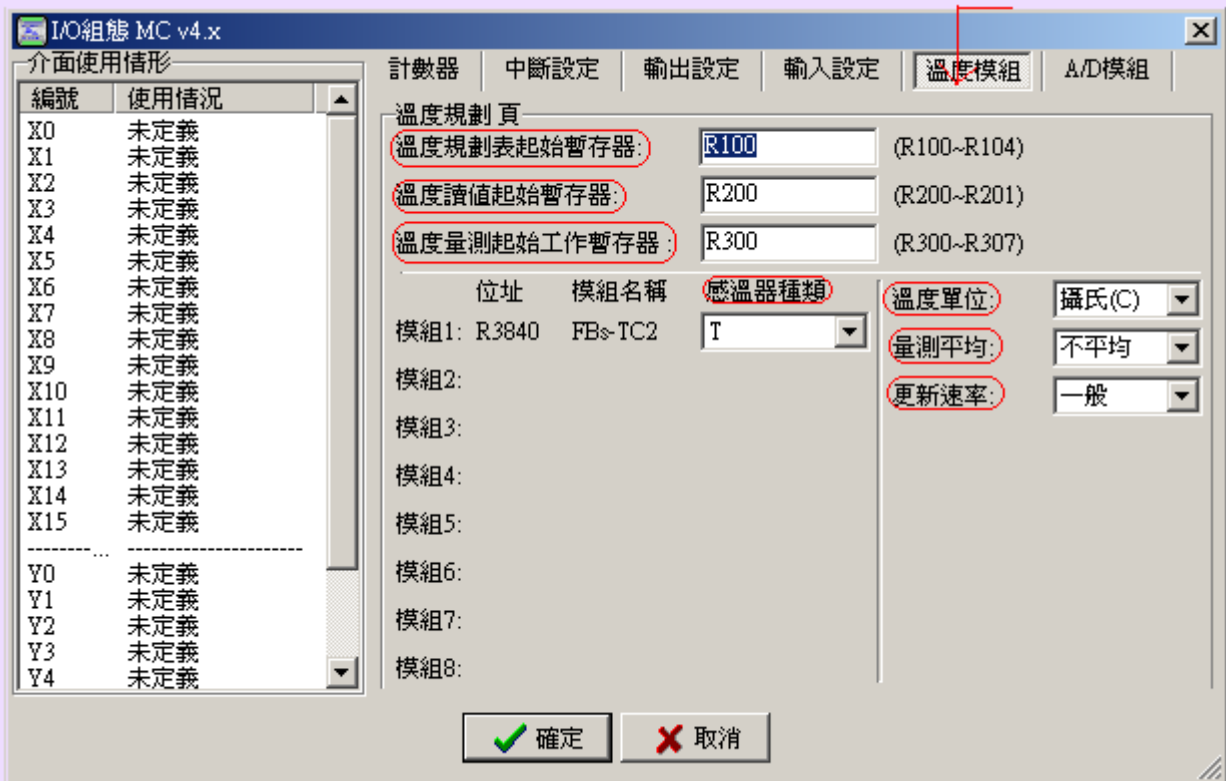 I/O組態 MC v4.x
介面使用情形
編號 使用情況
X0 未定義
X1 未定義
X2 未定義
X3 未定義
X4 未定義
X5 未定義
X6 未定義
X7 未定義
X8 未定義
X9 未定義
X10 未定義
X11 未定義
X12 未定義
X13 未定義
X14 未定義
X15 未定義
--------... ----------------------
Y0 未定義
Y1 未定義
Y2 未定義
Y3 未定義
Y4 未定義
計數器 中斷設定 輸出設定 輸入設定 溫度模組 A/D模組
溫度規劃 頁
溫度規劃表起始暫存器: R100 (R100~R104)
溫度讀值起始暫存器: R200 (R200~R201)
溫度量測起始工作暫存器 : R300 (R300~R307)
位址 模組名稱 感溫器種類
模組1: R3840 FBs-TC2 T
模組2:
模組3:
模組4:
模組5:
模組6:
模組7:
模組8:
溫度單位: 攝氏(C)
量測平均: 不平均
更新速率: 一般
確定 取消